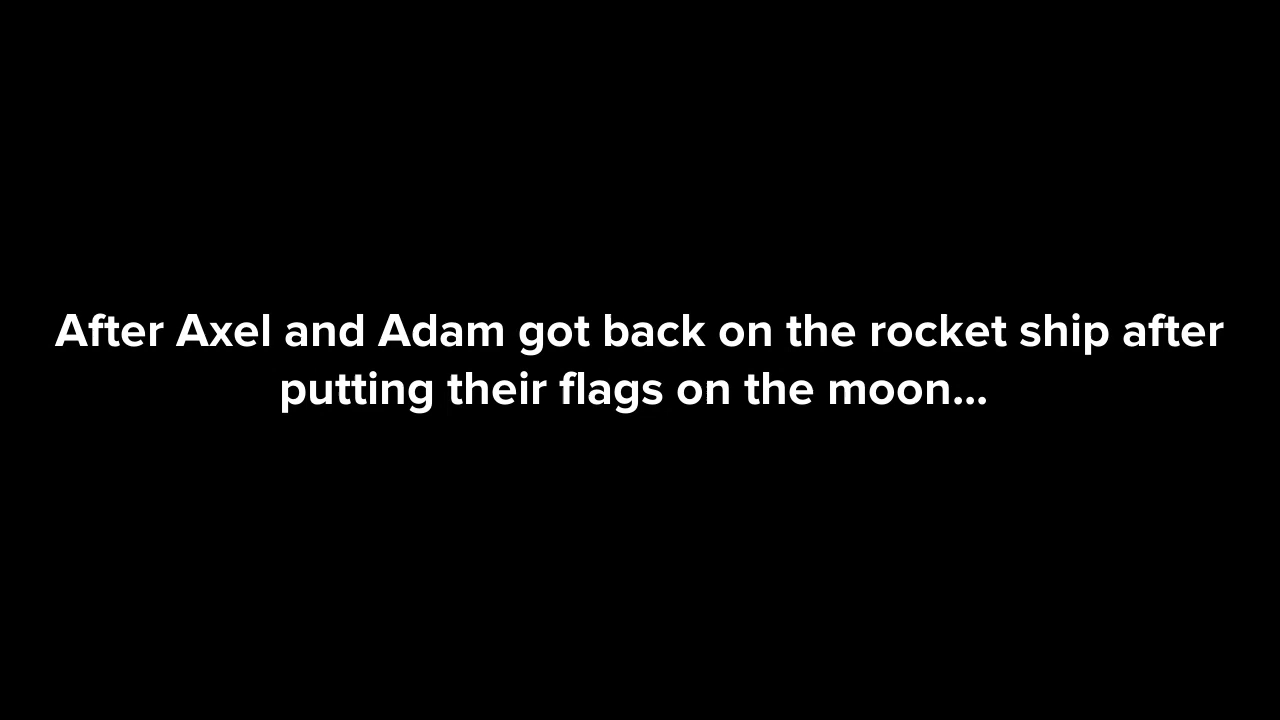 After Axel and Adam got back on the rocket ship after
putting their flags on the moon...